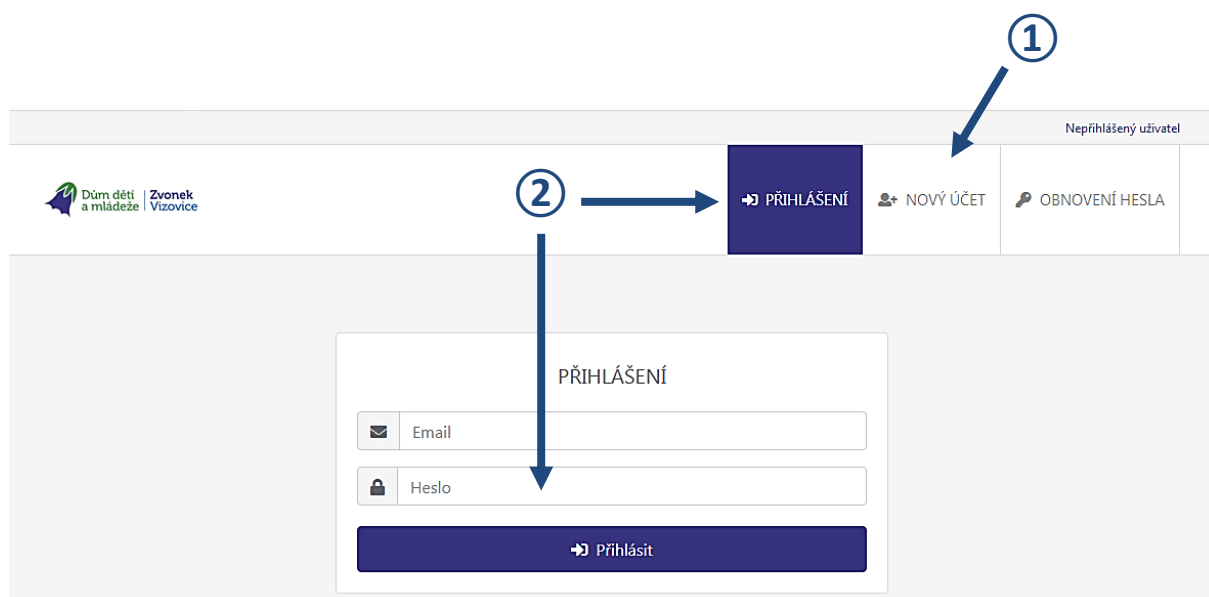 ①
Nepřihlášený uživatel
Dům dětí a mládeže | Zvonek Vizovice
②
PŘIHLÁŠENÍ
NOVÝ ÚČET
OBNOVENÍ HESLA
PŘIHLÁŠENÍ
Email
Heslo
Přihlásit